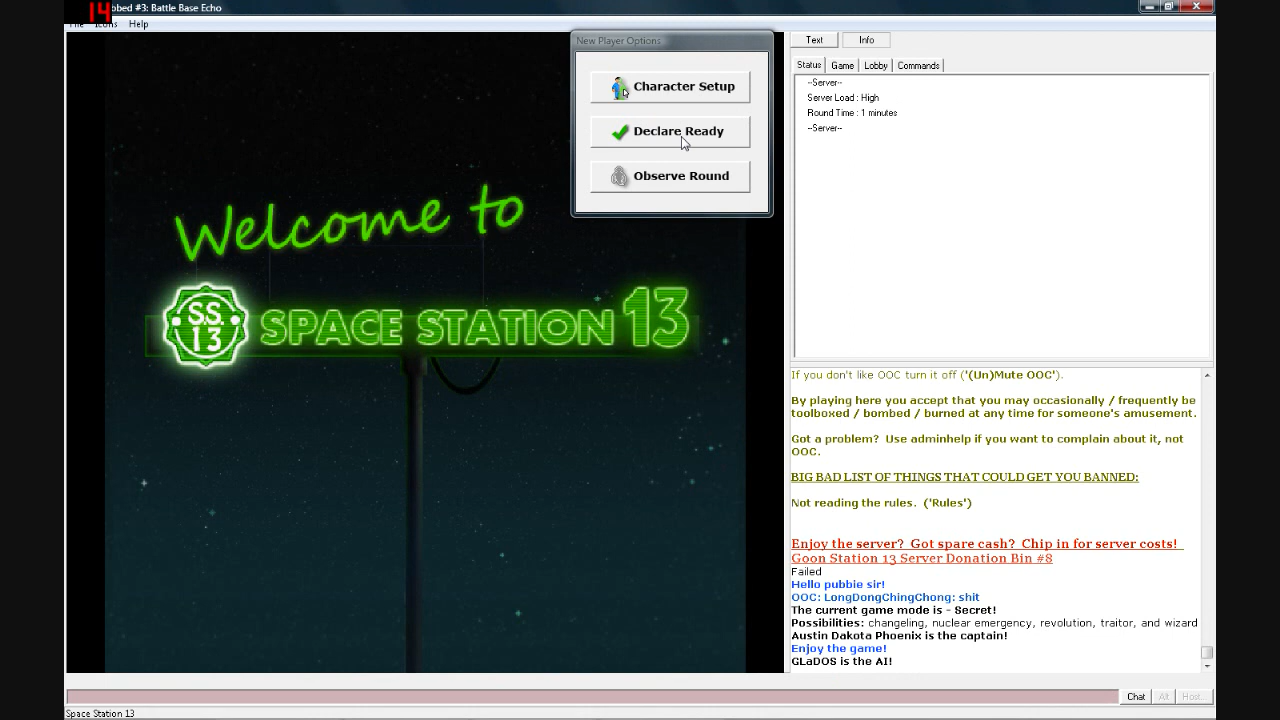 14
bbed #3: Battle Base Echo
File Icons Help
New Player Options
Character Setup
Declare Ready
Observe Round
Welcome to
S.S.
13
SPACE STATION 13
Text Info
Status Game Lobby Commands
--Server--
Server Load : High
Round Time : 1 minutes
--Server--
If you don't like OOC turn it off ('(Un)Mute OOC').
By playing here you accept that you may occasionally / frequently be
toolboxed / bombed / burned at any time for someone's amusement.
Got a problem? Use adminhelp if you want to complain about it, not
OOC.
BIG BAD LIST OF THINGS THAT COULD GET YOU BANNED:
Not reading the rules. ('Rules')
Enjoy the server? Got spare cash? Chip in for server costs!
Goon Station 13 Server Donation Bin #8
Failed
Hello pubbie sir!
OOC: LongDongChingChong: shit
The current game mode is - Secret!
Possibilities: changeling, nuclear emergency, revolution, traitor, and wizard
Austin Dakota Phoenix is the captain!
Enjoy the game!
GLaDOS is the AI!
Chat Alt Host...
Space Station 13